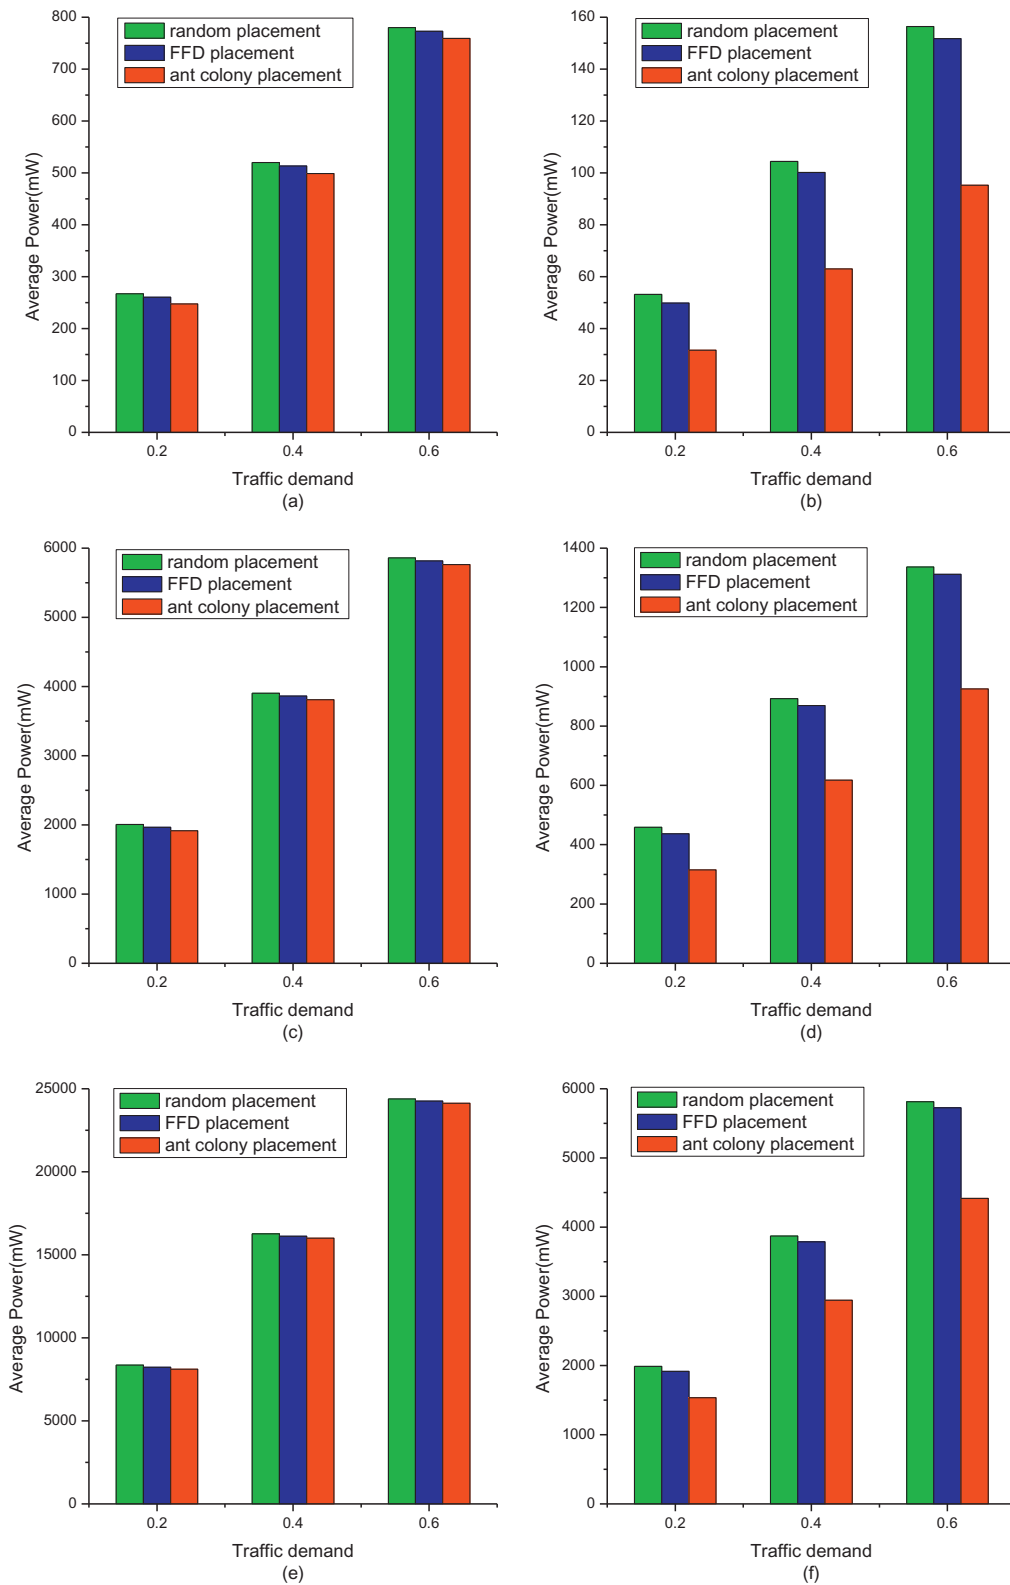 random placement
FFD placement
ant colony placement
800
700
600
500
400
300
200
100
0
Average Power(mW)
0.2 0.4 0.6
Traffic demand
(a)
random placement
FFD placement
ant colony placement
160
140
120
100
80
60
40
20
0
Average Power(mW)
0.2 0.4 0.6
Traffic demand
(b)
random placement
FFD placement
ant colony placement
6000
5000
4000
3000
2000
1000
0
Average Power(mW)
0.2 0.4 0.6
Traffic demand
(c)
random placement
FFD placement
ant colony placement
1400
1200
1000
800
600
400
200
0
Average Power(mW)
0.2 0.4 0.6
Traffic demand
(d)
random placement
FFD placement
ant colony placement
25000
20000
15000
10000
5000
0
Average Power(mW)
0.2 0.4 0.6
Traffic demand
(e)
random placement
FFD placement
ant colony placement
6000
5000
4000
3000
2000
1000
0
Average Power(mW)
0.2 0.4 0.6
Traffic demand
(f)